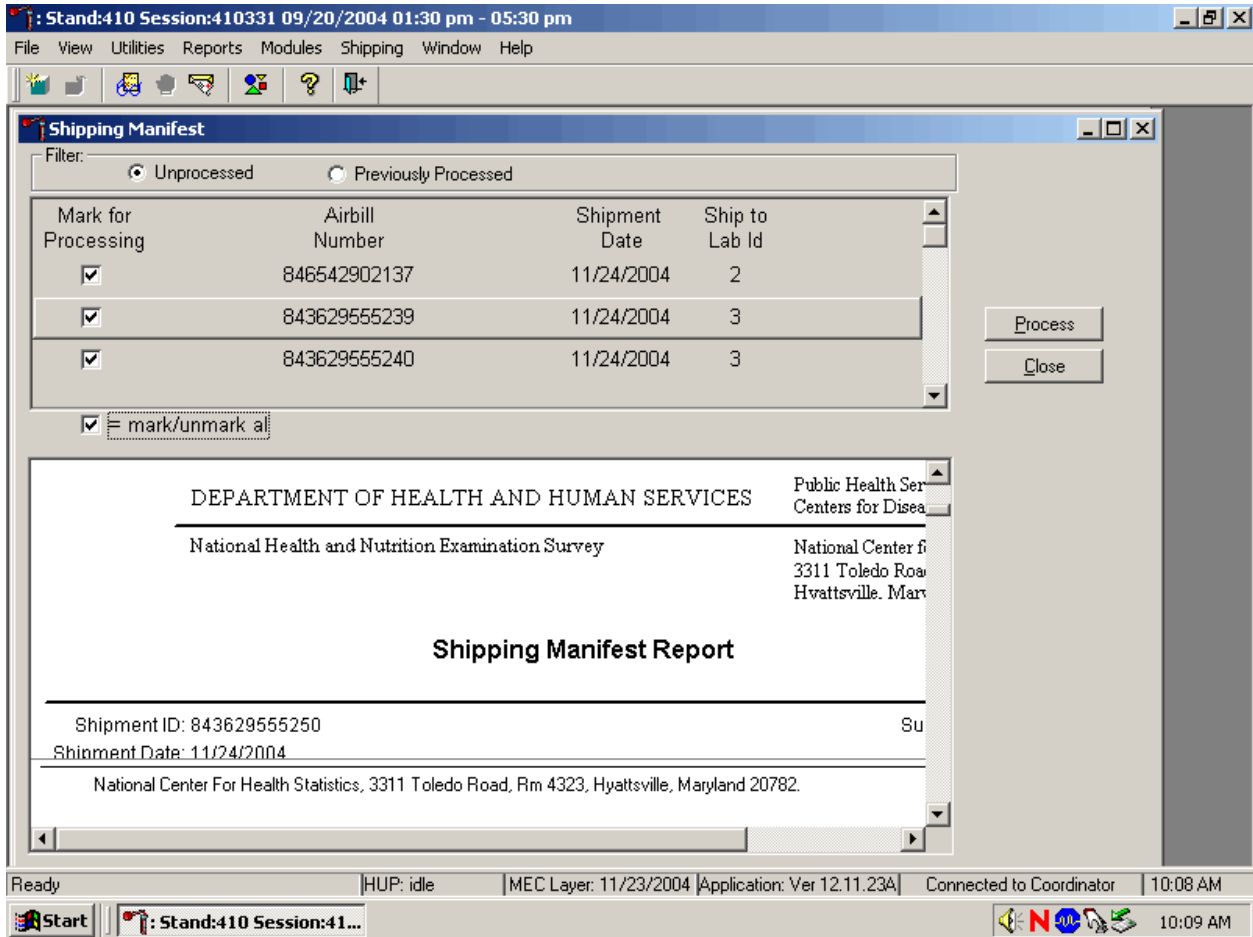 : Stand:410 Session:410331 09/20/2004 01:30 pm - 05:30 pm
File View Utilities Reports Modules Shipping Window Help
Shipping Manifest
Filter:
Unprocessed Previously Processed
Mark for Processing Airbill Number Shipment Date Ship to Lab Id
846542902137 11/24/2004 2
843629555239 11/24/2004 3
843629555240 11/24/2004 3
Process
Close
= mark/unmark al
DEPARTMENT OF HEALTH AND HUMAN SERVICES
Public Health Ser
Centers for Disea
National Health and Nutrition Examination Survey
National Center f
3311 Toledo Roa
Hyattsville, Mary
Shipping Manifest Report
Shipment ID: 843629555250 Su
Shipment Date: 11/24/2004
National Center For Health Statistics, 3311 Toledo Road, Rm 4323, Hyattsville, Maryland 20782.
Ready HUP: idle MEC Layer: 11/23/2004 Application: Ver 12.11.23A Connected to Coordinator 10:08 AM
Start : Stand:410 Session:41... N 10:09 AM